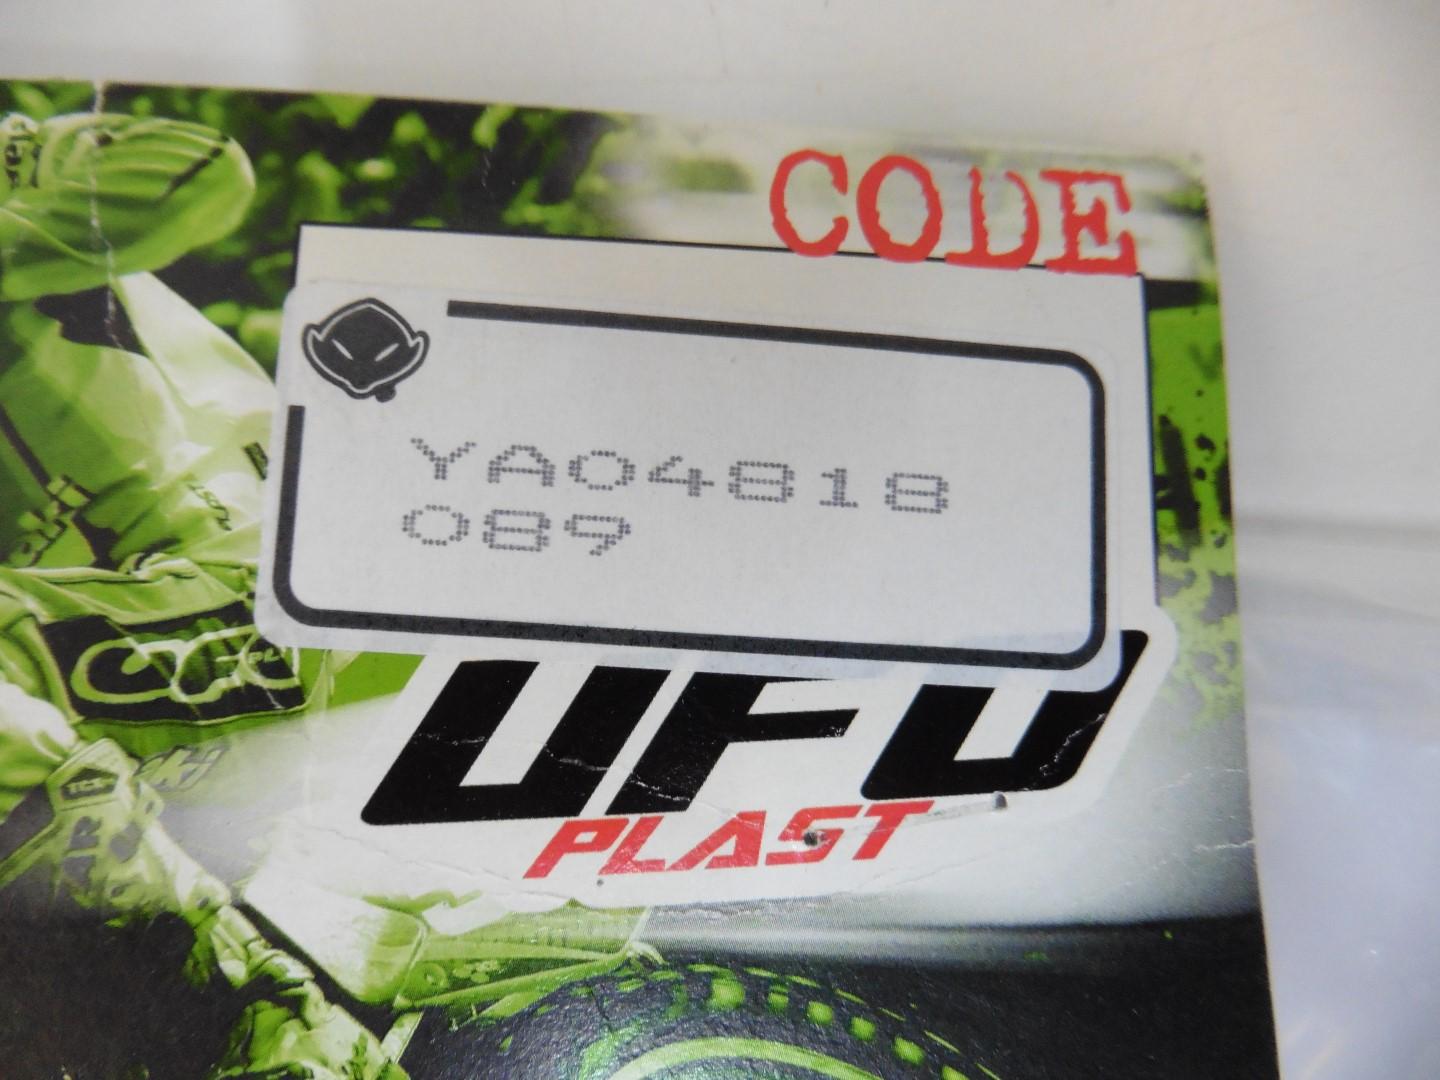 CODE
YA04818
089
UFO
PLAST